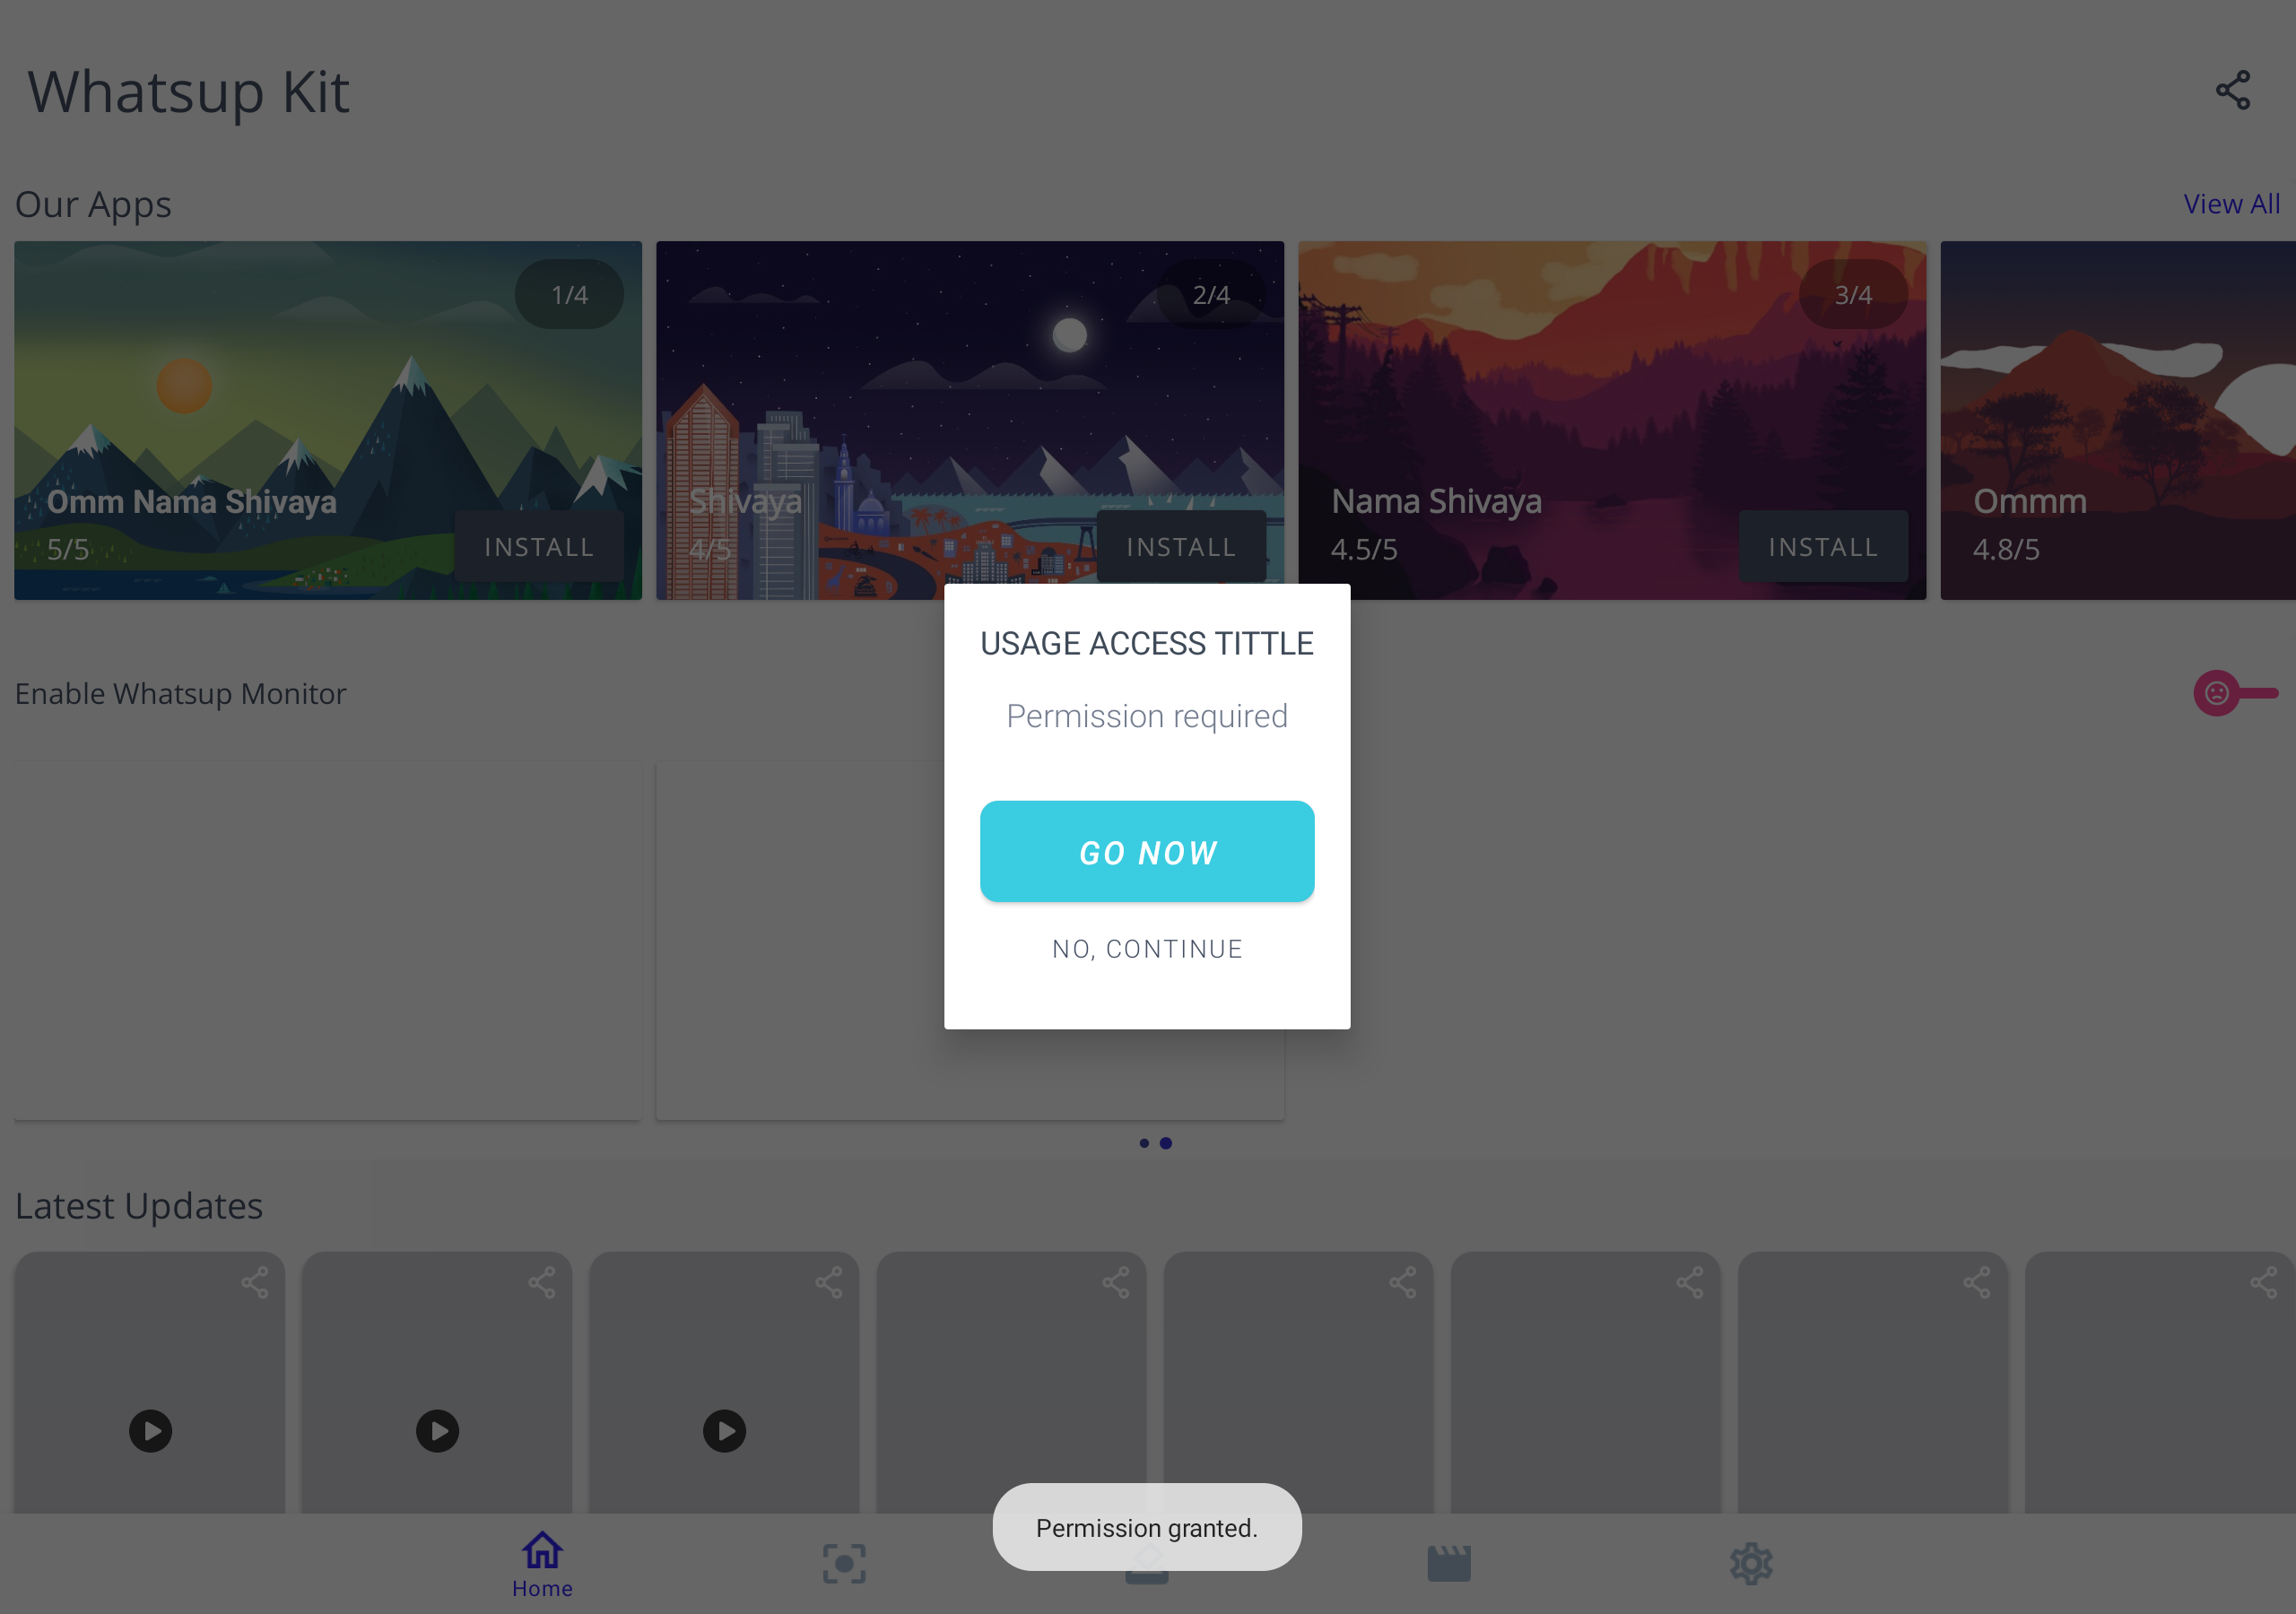 Whatsup Kit
Our Apps
View All
1/4
Omm Nama Shivaya
5/5
INSTALL
2/4
Shivaya
4/5
INSTALL
3/4
Nama Shivaya
4.5/5
INSTALL
Ommm
4.8/5
Enable Whatsup Monitor
USAGE ACCESS TITTLE
Permission required
GO NOW
NO, CONTINUE
Latest Updates
Permission granted.
Home